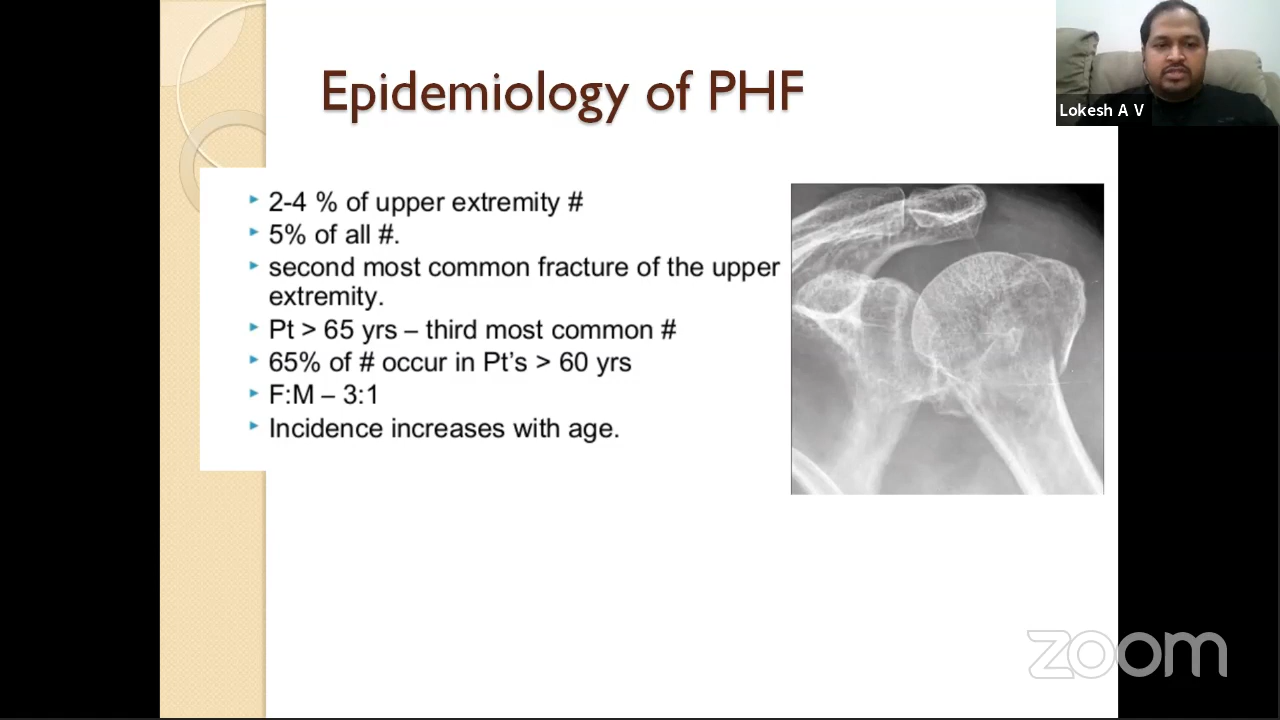 Epidemiology of PHF
Lokesh A V
2-4 % of upper extremity #
5% of all #.
second most common fracture of the upper
extremity.
Pt > 65 yrs – third most common #
65% of # occur in Pt's > 60 yrs
F:M – 3:1
Incidence increases with age.
zoom